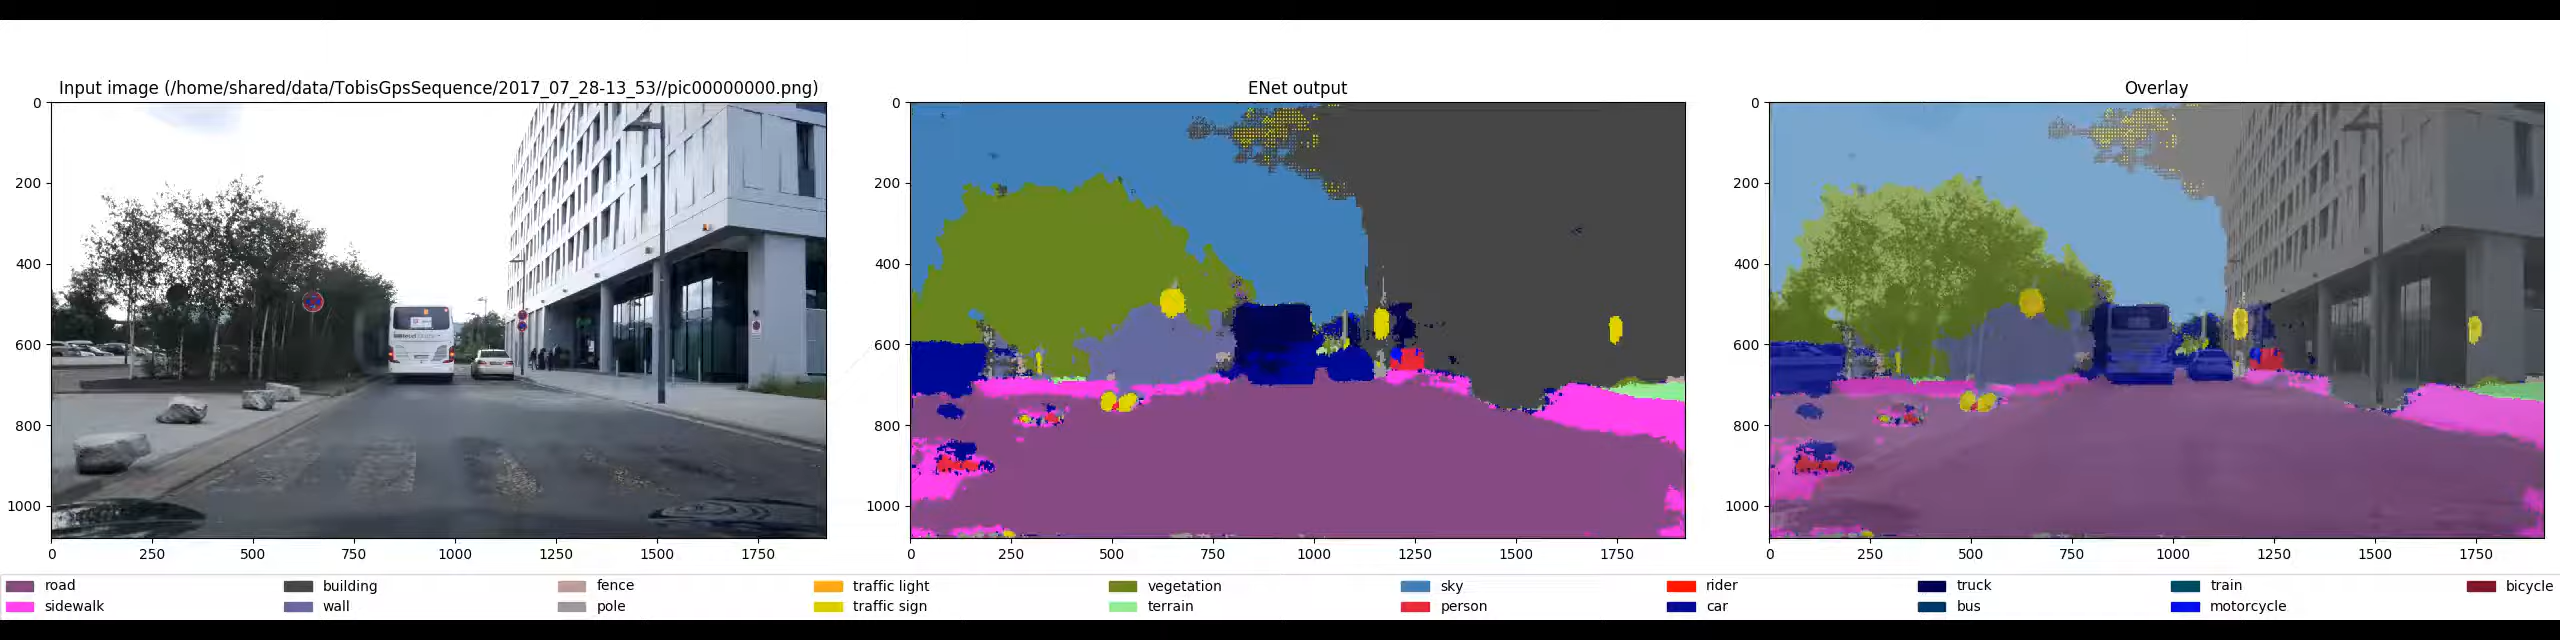 Input image (/home/shared/data/TobisGpsSequence/2017_07_28-13_53//pic00000000.png)
ENet output
Overlay
0
200
400
600
800
1000
0 250 500 750 1000 1250 1500 1750
0
200
400
600
800
1000
0 250 500 750 1000 1250 1500 1750
0
200
400
600
800
1000
0 250 500 750 1000 1250 1500 1750
road building fence traffic light vegetation sky rider truck train bicycle
sidewalk wall pole traffic sign terrain person car bus motorcycle